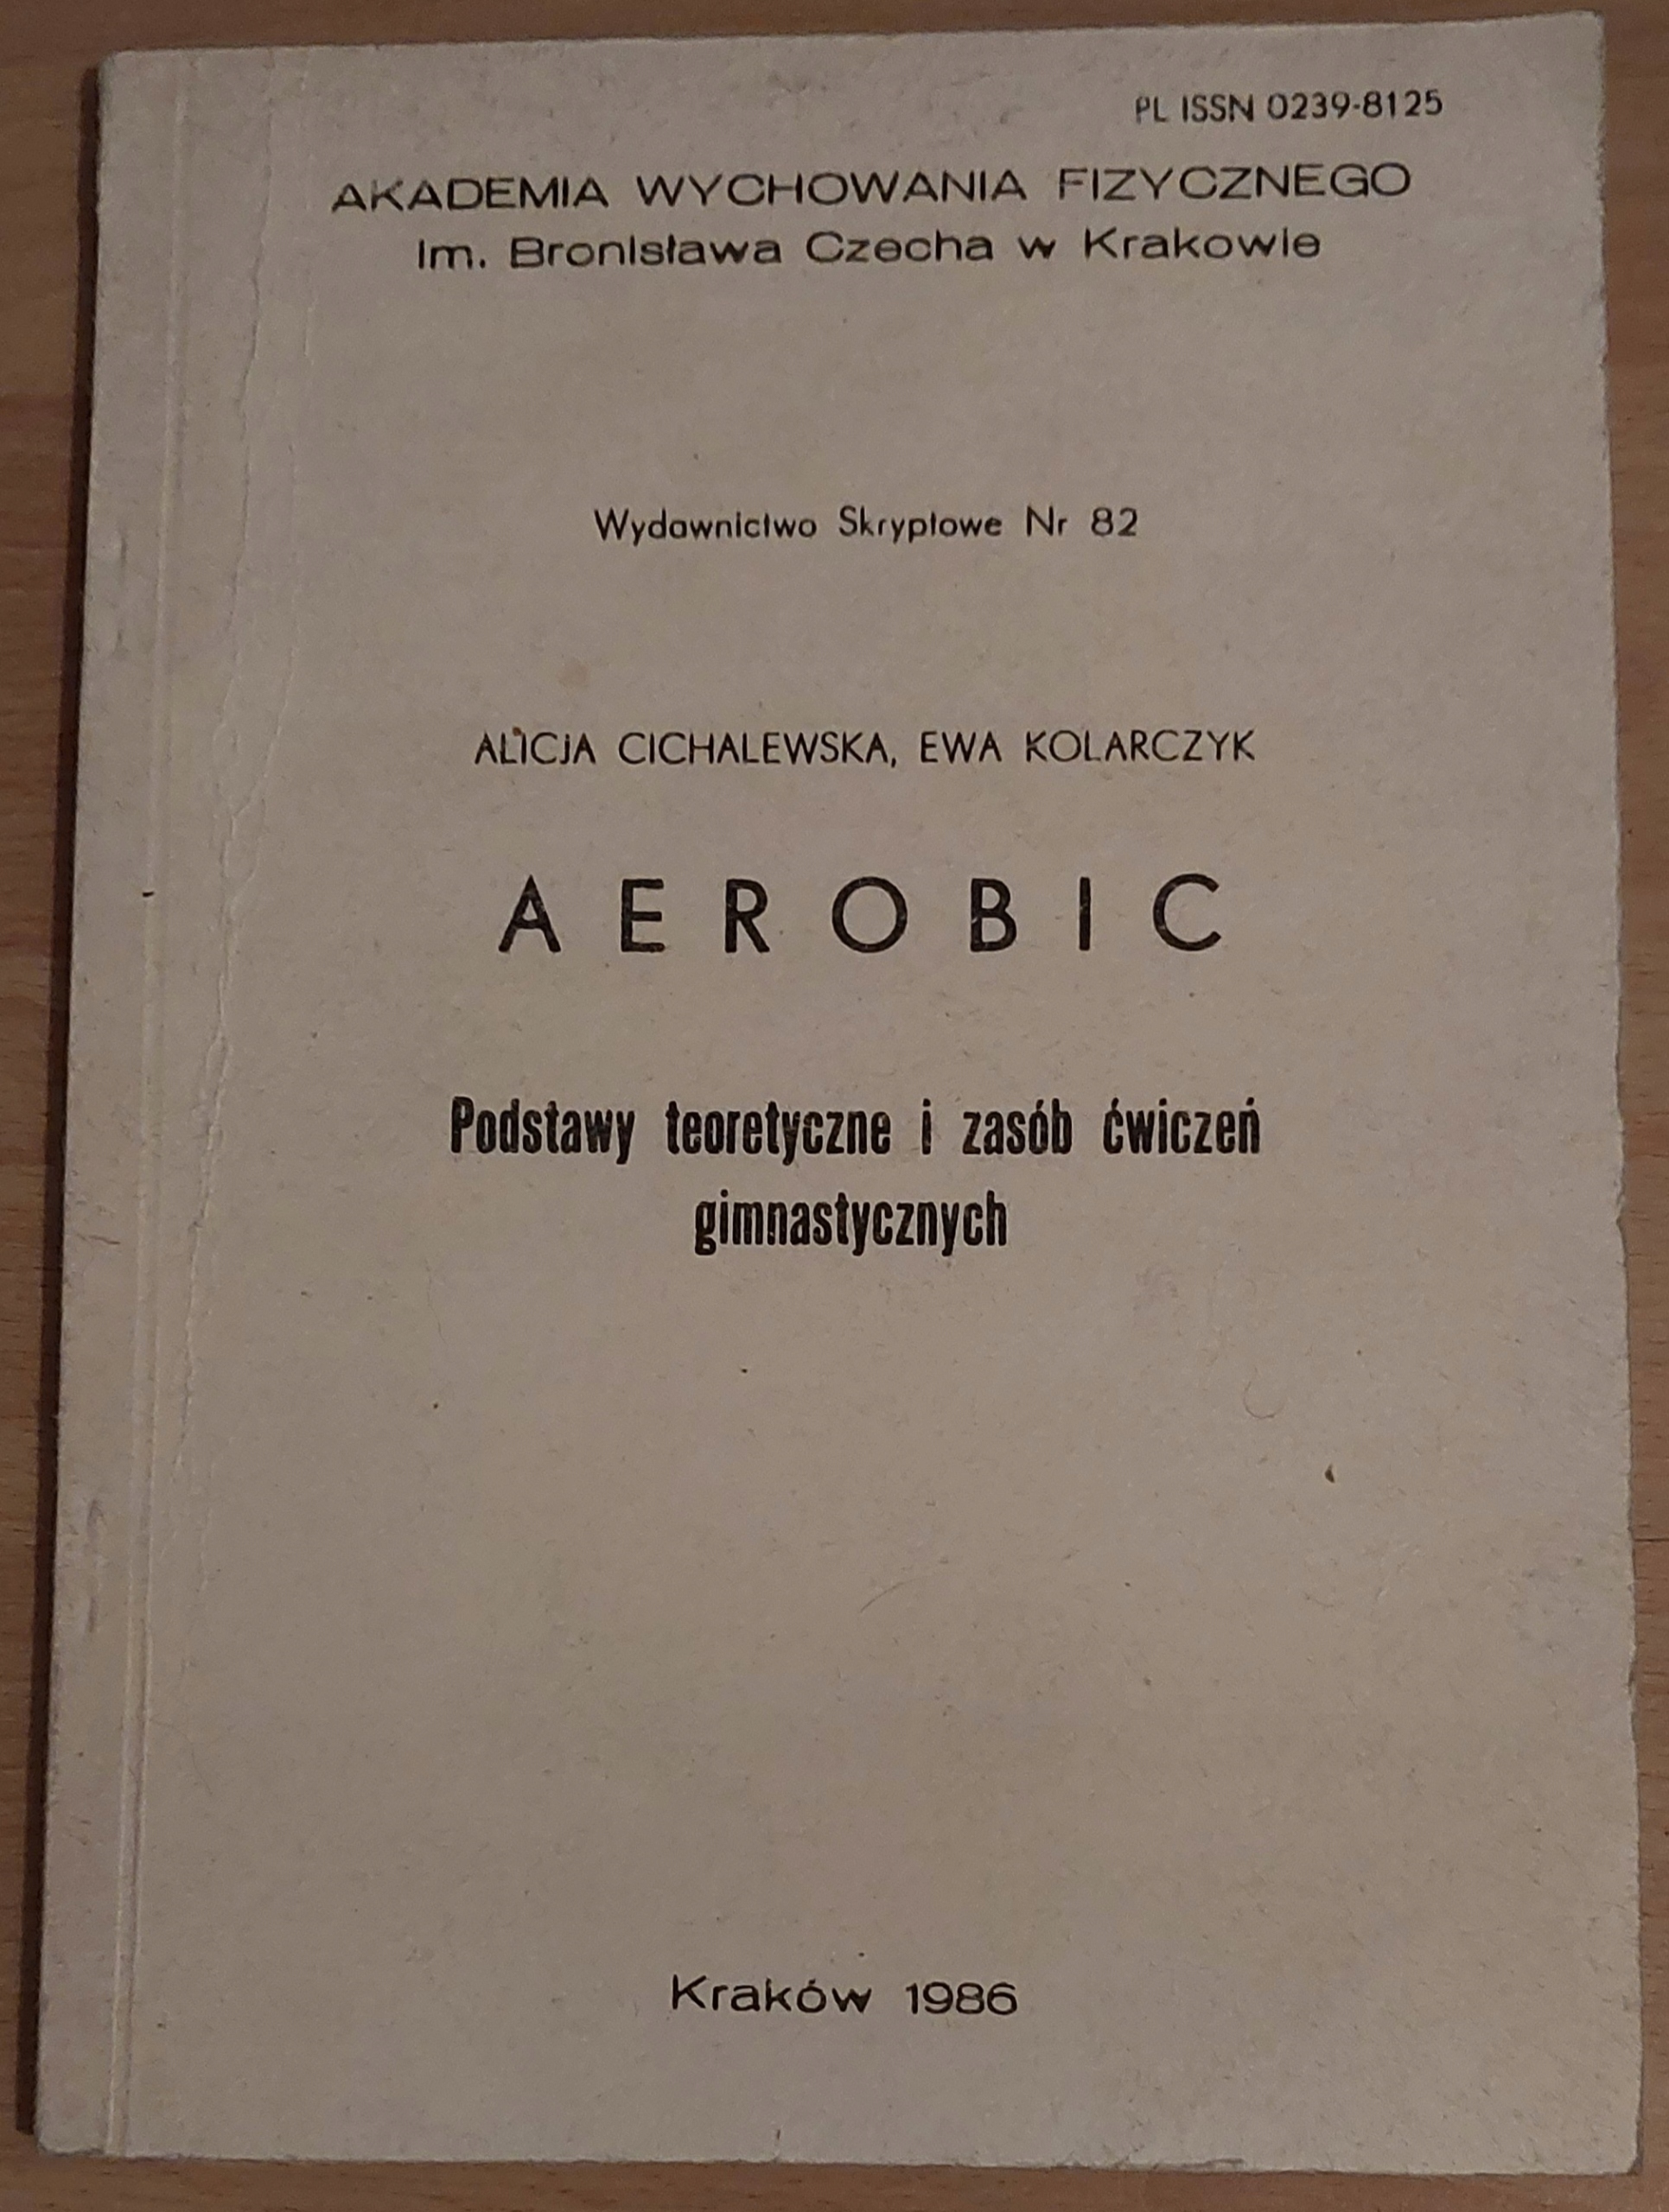 PL ISSN 0239-8125
AKADEMIA WYCHOWANIA FIZYCZNEGO
im. Bronisława Czecha w Krakowie
Wydawnictwo Skryptowe Nr 82
ALICJA CICHALEWSKA, EWA KOLARCZYK
AEROBIC
Podstawy teoretyczne i zasób ćwiczeń
gimnastycznych
Kraków 1986